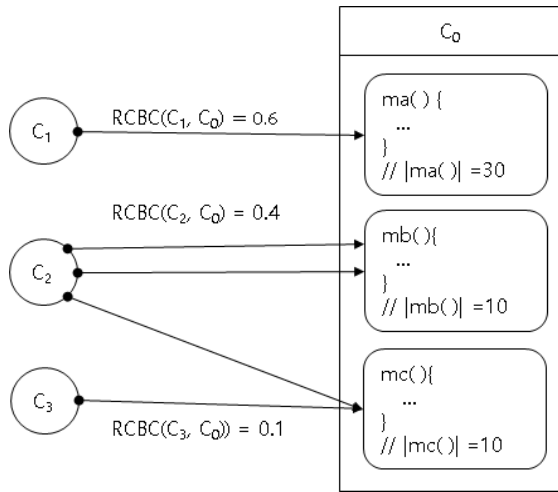 C₀
C₁
RCBC(C₁, C₀) = 0.6
ma( ) {
...
}
// |ma( )| =30
RCBC(C₂, C₀) = 0.4
C₂
mb( ){
...
}
// |mb( )| =10
C₃
RCBC(C₃, C₀)) = 0.1
mc( ){
...
}
// |mc( )| =10